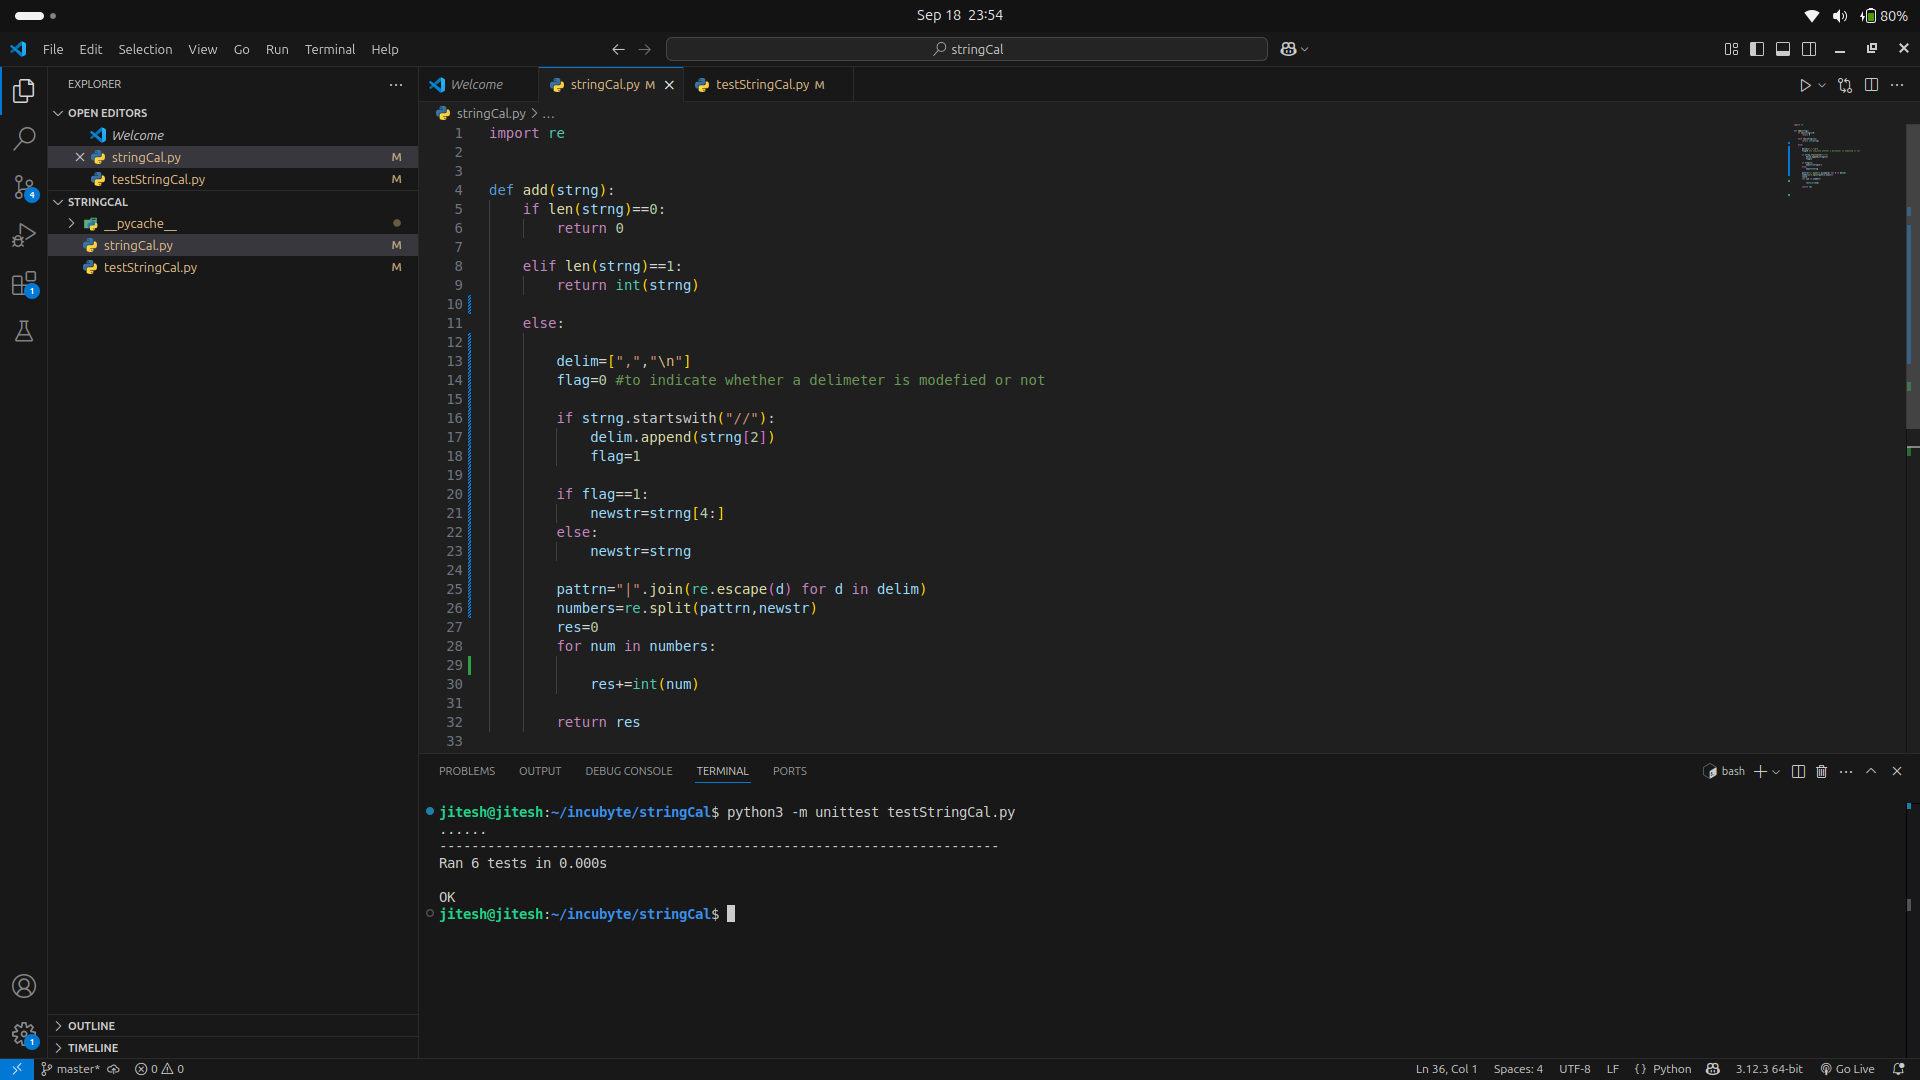 Sep 18 23:54
80%
File Edit Selection View Go Run Terminal Help
stringCal
EXPLORER
OPEN EDITORS
Welcome
stringCal.py M
testStringCal.py M
STRINGCAL
__pycache__
stringCal.py M
testStringCal.py M
4
1
Welcome
stringCal.py M
testStringCal.py M
stringCal.py > ...
1 import re
2
3
4 def add(strng):
5 if len(strng)==0:
6 return 0
7
8 elif len(strng)==1:
9 return int(strng)
10
11 else:
12
13 delim=[",","\n"]
14 flag=0 #to indicate whether a delimeter is modefied or not
15
16 if strng.startswith("//"):
17 delim.append(strng[2])
18 flag=1
19
20 if flag==1:
21 newstr=strng[4:]
22 else:
23 newstr=strng
24
25 pattrn="|".join(re.escape(d) for d in delim)
26 numbers=re.split(pattrn,newstr)
27 res=0
28 for num in numbers:
29
30 res+=int(num)
31
32 return res
33
PROBLEMS OUTPUT DEBUG CONSOLE TERMINAL PORTS
bash
jitesh@jitesh:~/incubyte/stringCal$ python3 -m unittest testStringCal.py
......
----------------------------------------------------------------------
Ran 6 tests in 0.000s
OK
jitesh@jitesh:~/incubyte/stringCal$
OUTLINE
TIMELINE
1
master* 0 0
Ln 36, Col 1 Spaces: 4 UTF-8 LF {} Python 3.12.3 64-bit Go Live